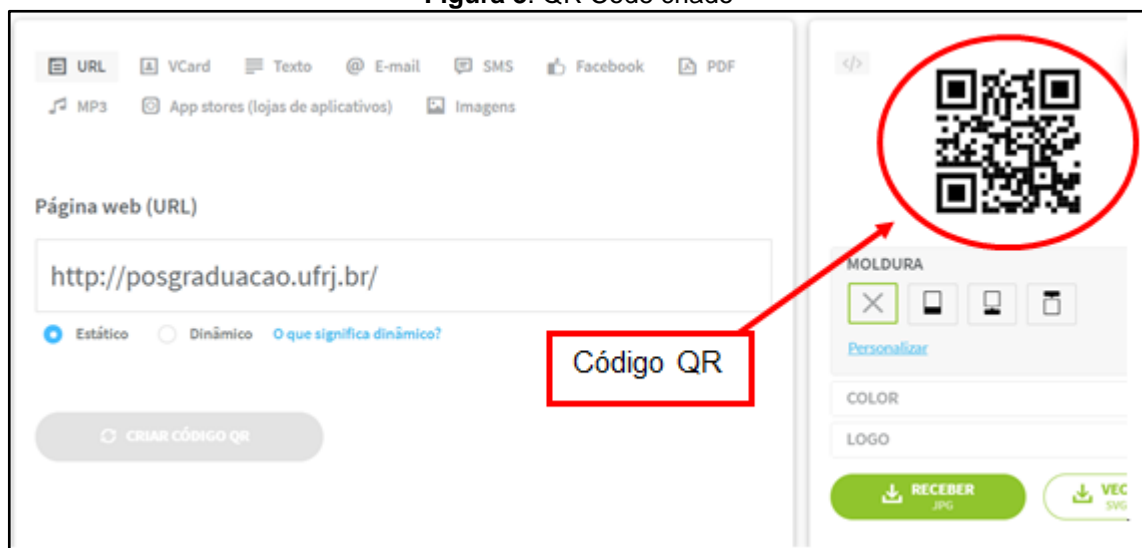 Figura 3. QR Code criado
URL VCard Texto @ E-mail SMS Facebook PDF
MP3 App stores (lojas de aplicativos) Imagens
Página web (URL)
http://posgraduacao.ufrj.br/
Estático Dinâmico O que significa dinâmico?
CRIAR CÓDIGO QR
</>
Código QR
MOLDURA
Personalizar
COLOR
LOGO
RECEBER
JPG
VEC
SVG